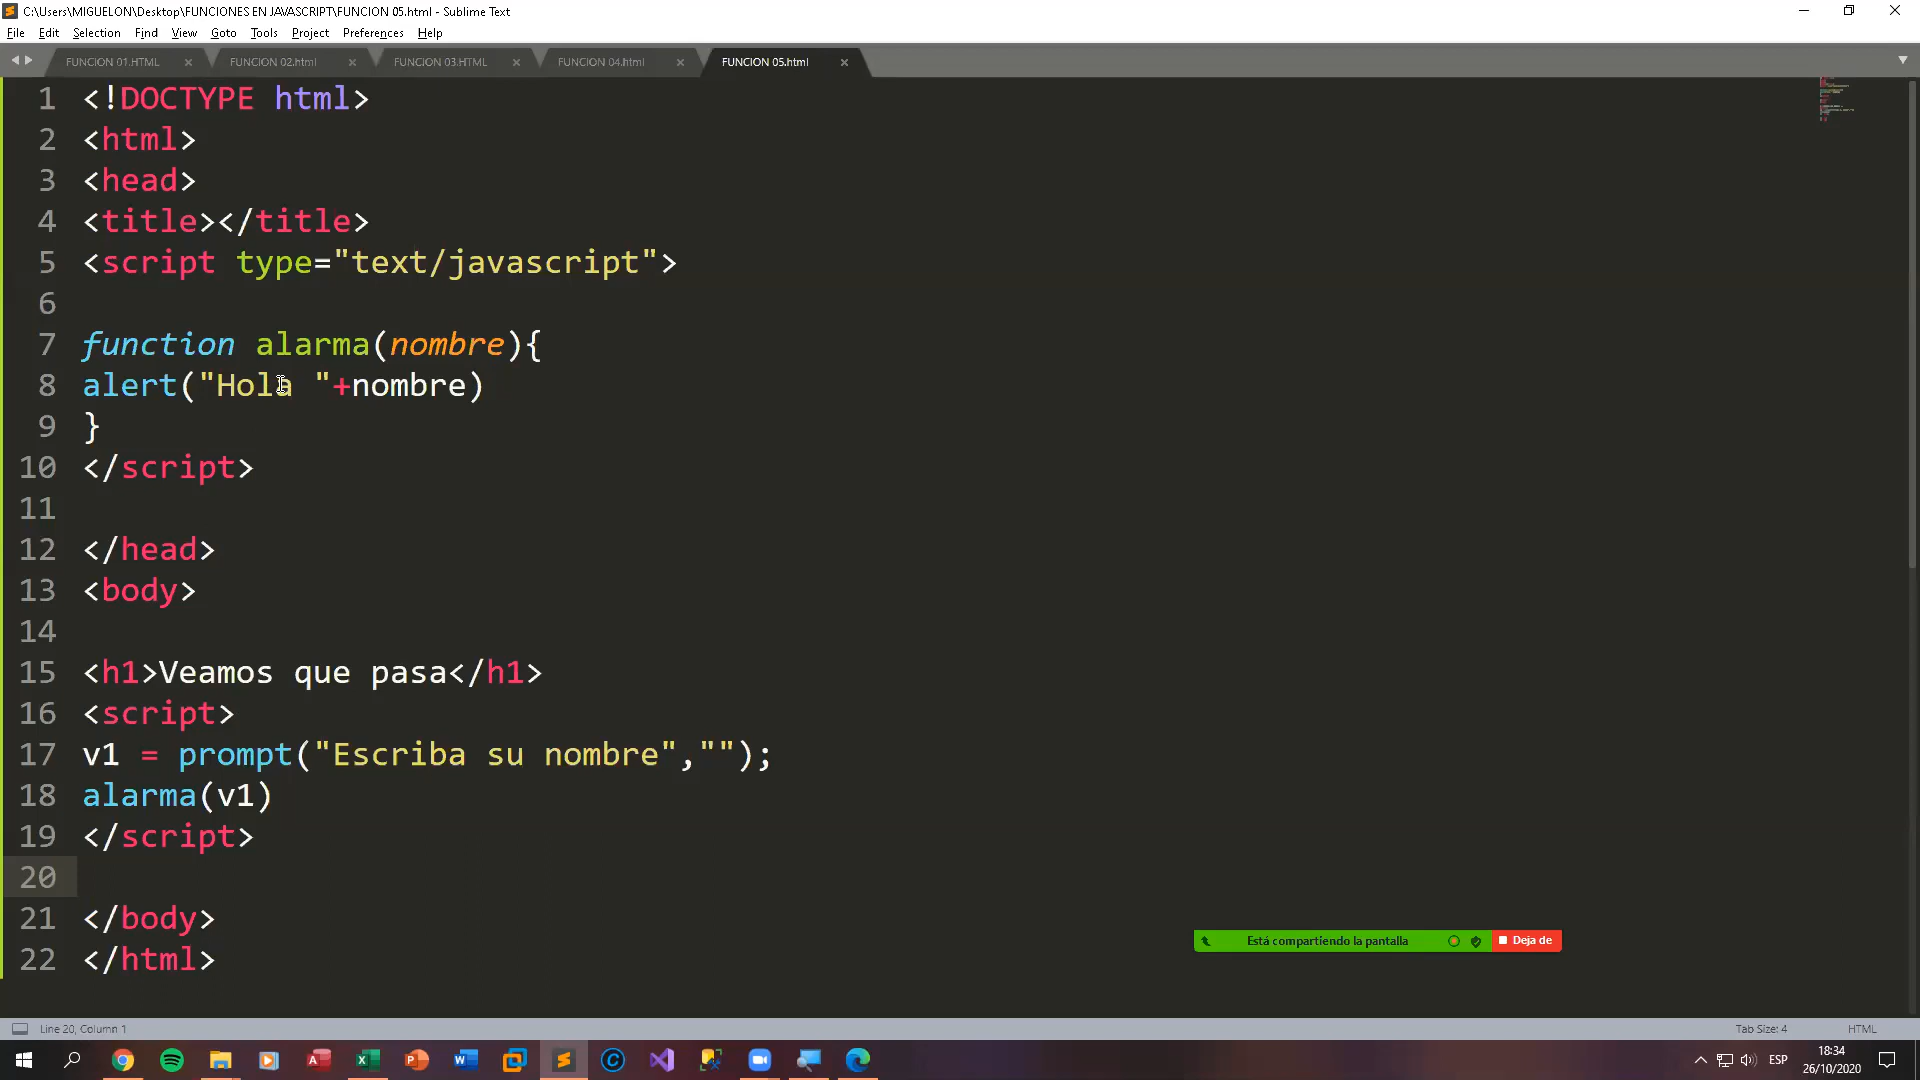 C:\Users\MIGUELON\Desktop\FUNCIONES EN JAVASCRIPT\FUNCION 05.html - Sublime Text
File Edit Selection Find View Goto Tools Project Preferences Help
FUNCION 01.HTML FUNCION 02.html FUNCION 03.HTML FUNCION 04.html FUNCION 05.html
1 <!DOCTYPE html>
2 <html>
3 <head>
4 <title></title>
5 <script type="text/javascript">
6
7 function alarma(nombre){
8 alert("Hola "+nombre)
9 }
10 </script>
11
12 </head>
13 <body>
14
15 <h1>Veamos que pasa</h1>
16 <script>
17 v1 = prompt("Escriba su nombre","");
18 alarma(v1)
19 </script>
20
21 </body>
22 </html>
Está compartiendo la pantalla Deja de
Line 20, Column 1 Tab Size: 4 HTML
ESP 18:34
26/10/2020